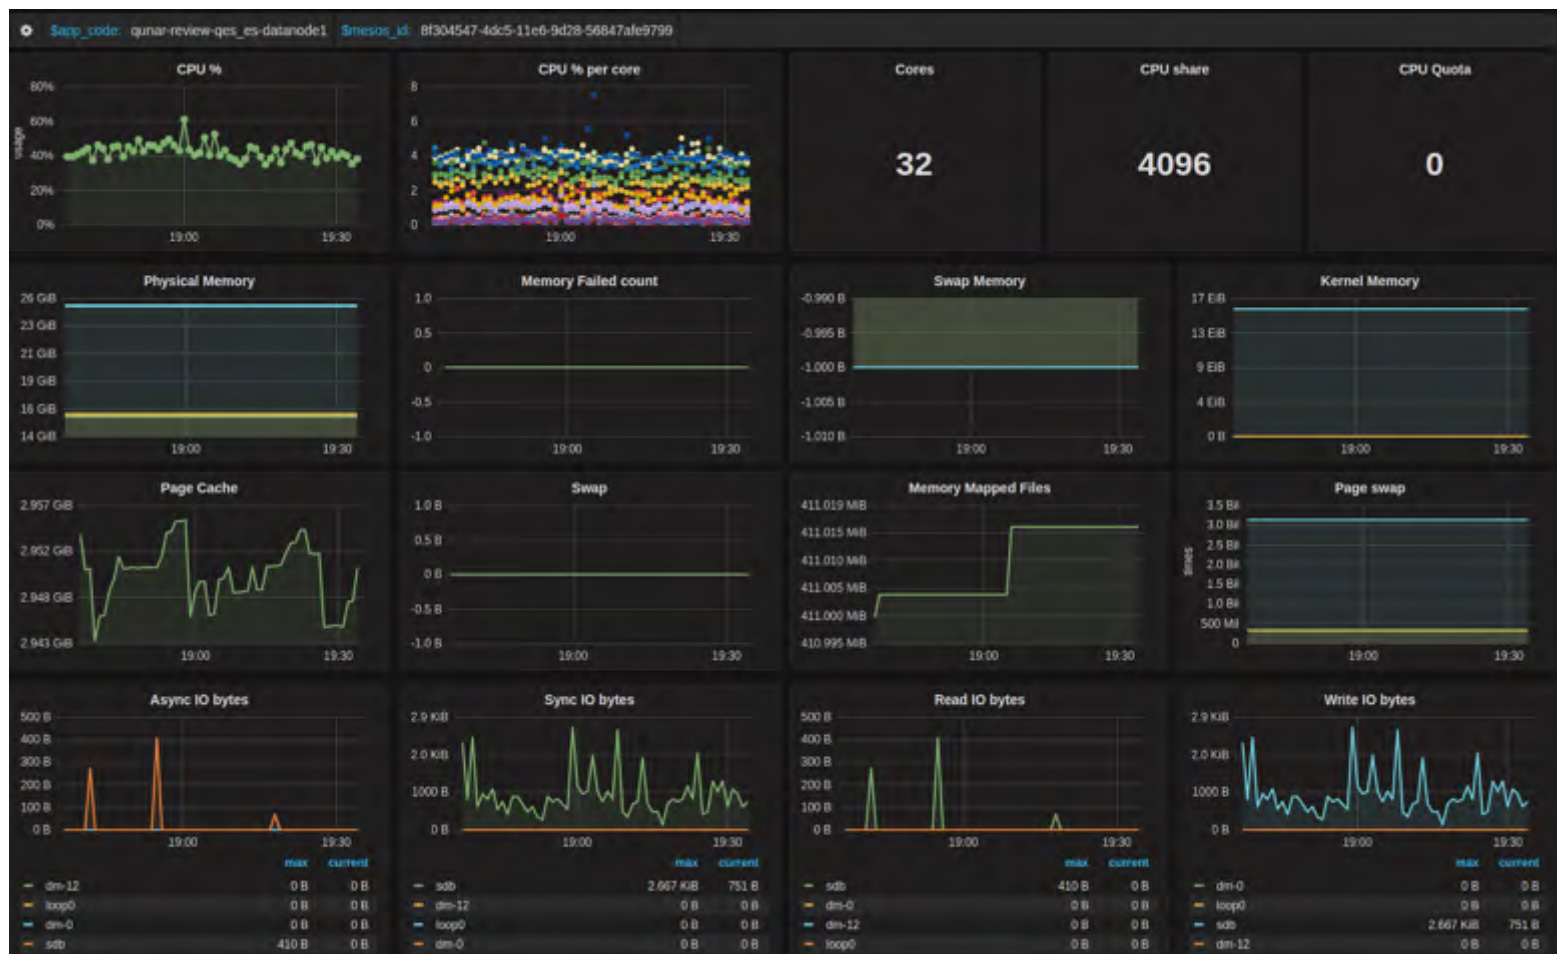 $app_code: qunar-review-qes_es-datanode1 $mesos_id: 8f304547-4dc5-11e6-9d28-56847afe9799
CPU %
80%
60%
40%
20%
0%
usage
19:00 19:30
CPU % per core
8
6
4
2
0
19:00 19:30
Cores
32
CPU share
4096
CPU Quota
0
Physical Memory
26 GiB
23 GiB
21 GiB
19 GiB
16 GiB
14 GiB
19:00 19:30
Memory Failed count
1.0
0.5
0
-0.5
-1.0
19:00 19:30
Swap Memory
-0.990 B
-0.995 B
-1.000 B
-1.005 B
-1.010 B
19:00 19:30
Kernel Memory
17 EiB
13 EiB
9 EiB
4 EiB
0 B
19:00 19:30
Page Cache
2.957 GiB
2.952 GiB
2.948 GiB
2.943 GiB
19:00 19:30
Swap
1.0 B
0.5 B
0 B
-0.5 B
-1.0 B
19:00 19:30
Memory Mapped Files
411.019 MiB
411.015 MiB
411.010 MiB
411.005 MiB
411.000 MiB
410.995 MiB
19:00 19:30
Page swap
3.5 Bil
3.0 Bil
2.5 Bil
2.0 Bil
1.5 Bil
1.0 Bil
500 Mil
0
times
19:00 19:30
Async IO bytes
500 B
400 B
300 B
200 B
100 B
0 B
19:00 19:30
max current
dm-12 0 B 0 B
loop0 0 B 0 B
dm-0 0 B 0 B
sdb 410 B 0 B
Sync IO bytes
2.9 KiB
2.0 KiB
1000 B
0 B
19:00 19:30
max current
sdb 2.667 KiB 751 B
dm-12 0 B 0 B
loop0 0 B 0 B
dm-0 0 B 0 B
Read IO bytes
500 B
400 B
300 B
200 B
100 B
0 B
19:00 19:30
max current
sdb 410 B 0 B
dm-0 0 B 0 B
dm-12 0 B 0 B
loop0 0 B 0 B
Write IO bytes
2.9 KiB
2.0 KiB
1000 B
0 B
19:00 19:30
max current
dm-0 0 B 0 B
loop0 0 B 0 B
sdb 2.667 KiB 751 B
dm-12 0 B 0 B